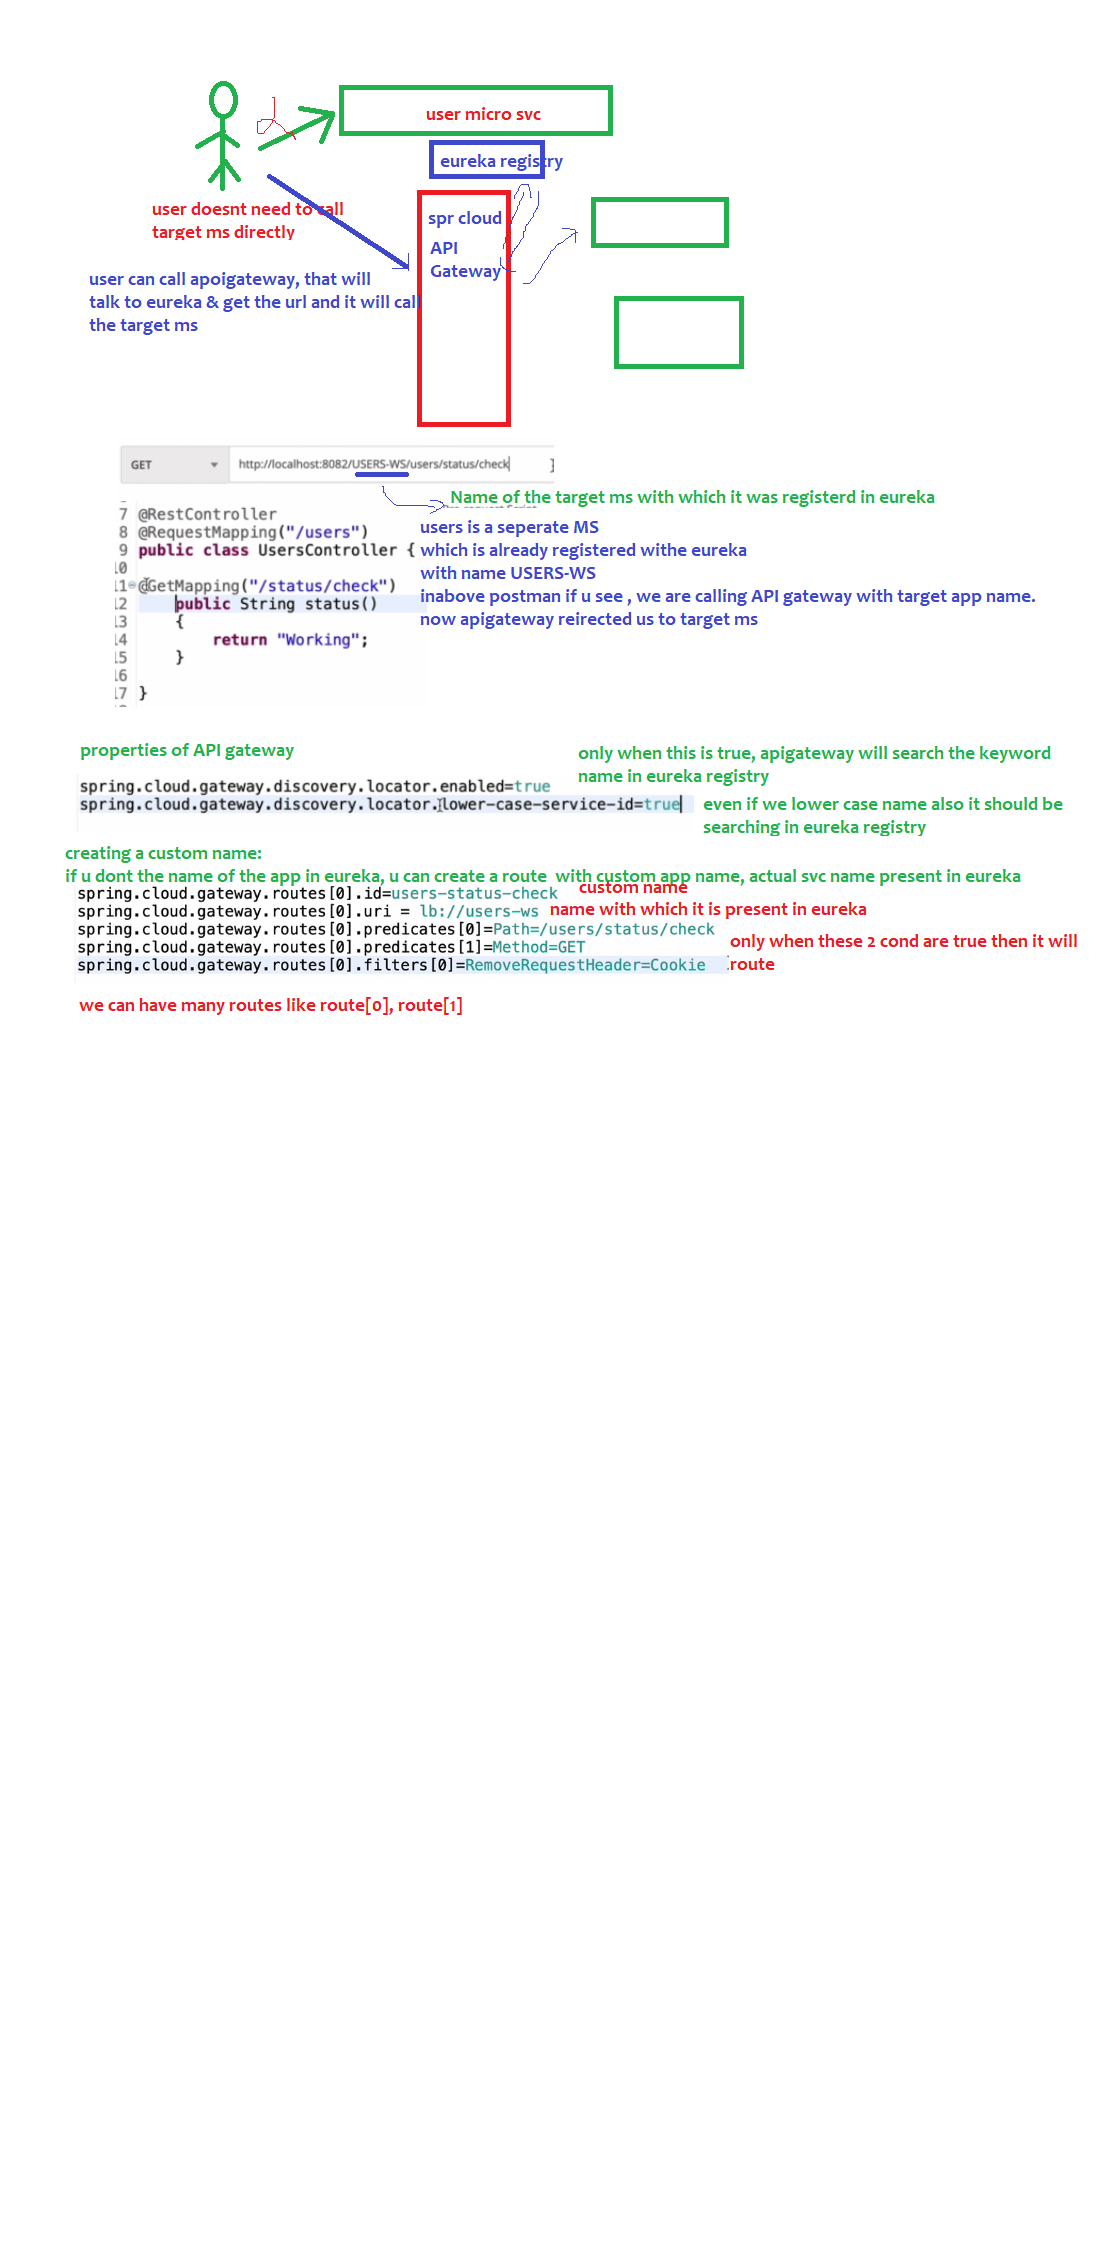 user micro svc
eureka registry
user doesnt need to call
target ms directly
spr cloud
API
Gateway
user can call apoigateway, that will
talk to eureka & get the url and it will call
the target ms
GET http://localhost:8082/USERS-WS/users/status/check
Name of the target ms with which it was registerd in eureka
7 @RestController
8 @RequestMapping("/users")
9 public class UsersController {
10
11 @GetMapping("/status/check")
12 public String status()
13 {
14 return "Working";
15 }
16
17 }
users is a seperate MS
which is already registered withe eureka
with name USERS-WS
inabove postman if u see , we are calling API gateway with target app name.
now apigateway reirected us to target ms
properties of API gateway
only when this is true, apigateway will search the keyword
name in eureka registry
spring.cloud.gateway.discovery.locator.enabled=true
spring.cloud.gateway.discovery.locator.lower-case-service-id=true
even if we lower case name also it should be
searching in eureka registry
creating a custom name:
if u dont the name of the app in eureka, u can create a route with custom app name, actual svc name present in eureka
spring.cloud.gateway.routes[0].id=users-status-check custom name
spring.cloud.gateway.routes[0].uri = lb://users-ws name with which it is present in eureka
spring.cloud.gateway.routes[0].predicates[0]=Path=/users/status/check
spring.cloud.gateway.routes[0].predicates[1]=Method=GET
spring.cloud.gateway.routes[0].filters[0]=RemoveRequestHeader=Cookie
only when these 2 cond are true then it will
route
we can have many routes like route[0], route[1]